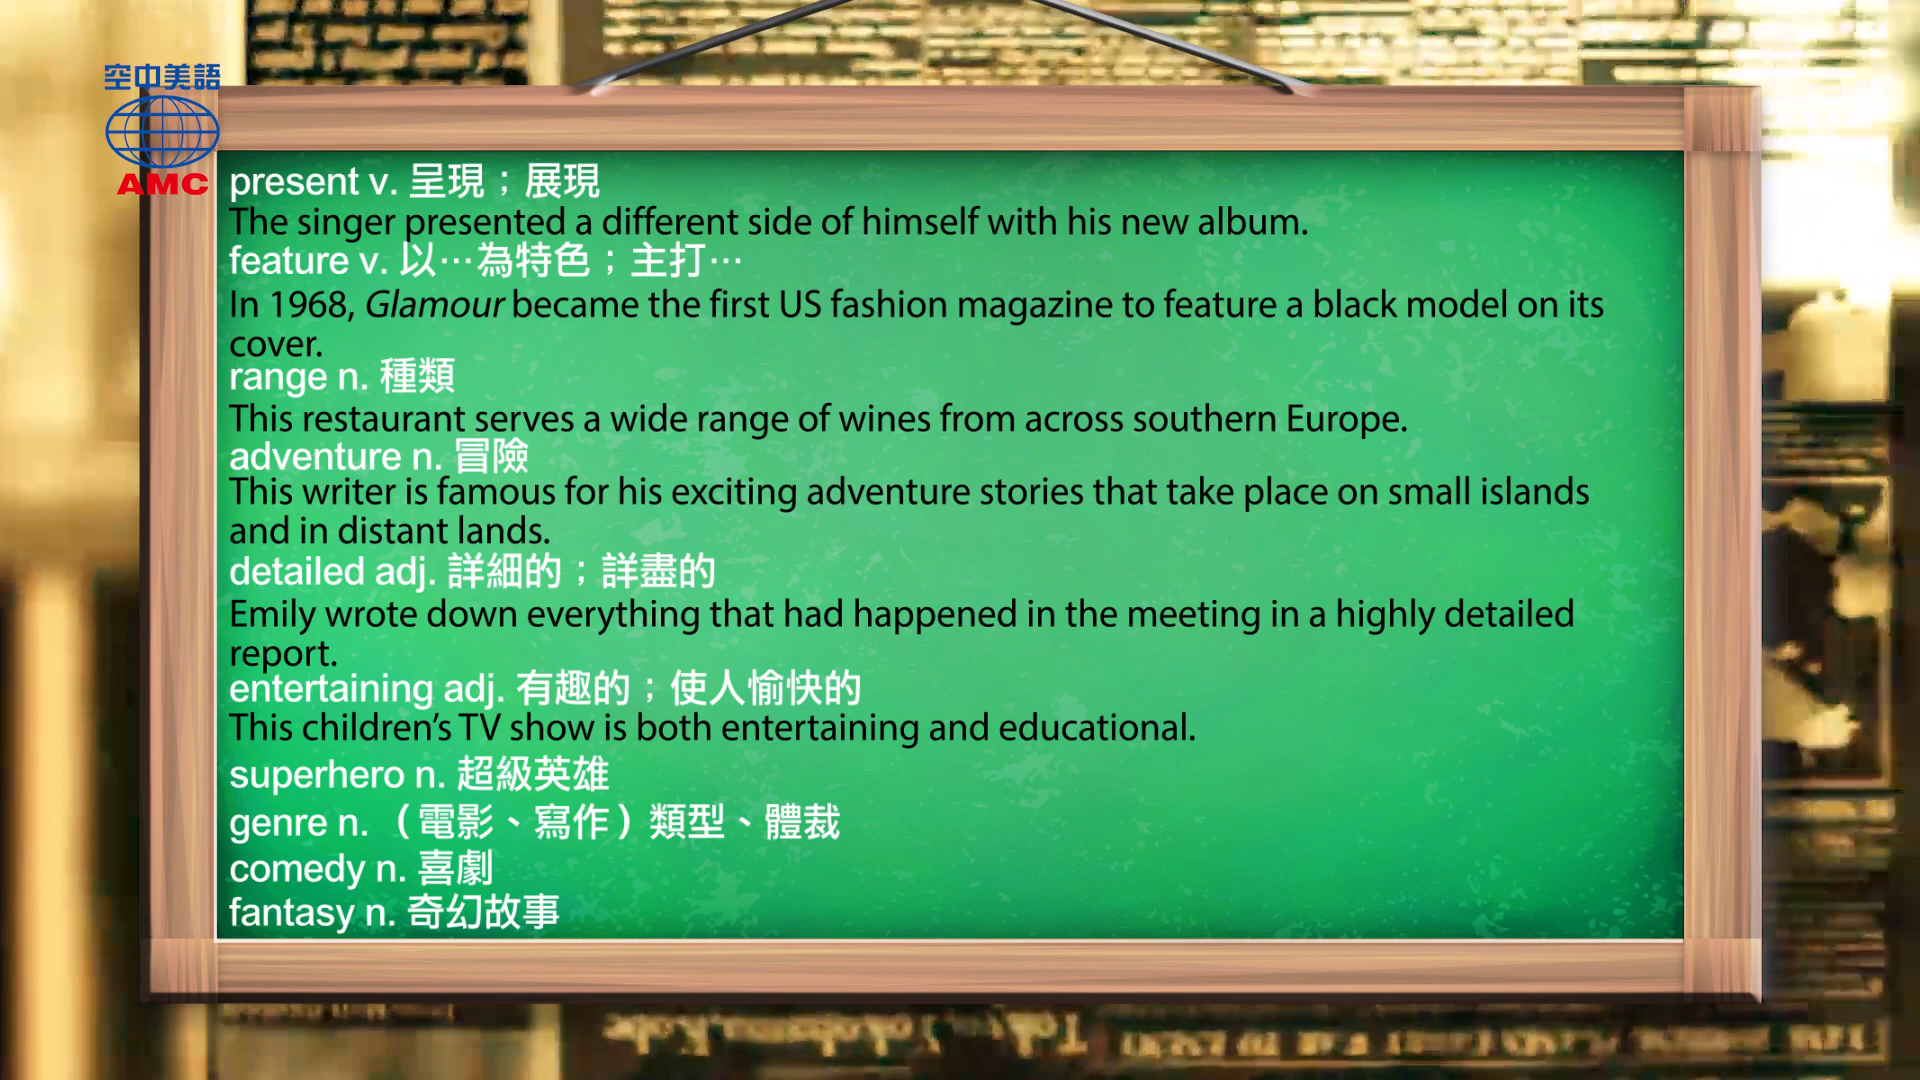 空中美語
AMC
present v. 呈現；展現
The singer presented a different side of himself with his new album.
feature v. 以…為特色；主打…
In 1968, Glamour became the first US fashion magazine to feature a black model on its
cover.
range n. 種類
This restaurant serves a wide range of wines from across southern Europe.
adventure n. 冒險
This writer is famous for his exciting adventure stories that take place on small islands
and in distant lands.
detailed adj. 詳細的；詳盡的
Emily wrote down everything that had happened in the meeting in a highly detailed
report.
entertaining adj. 有趣的；使人愉快的
This children’s TV show is both entertaining and educational.
superhero n. 超級英雄
genre n. （電影、寫作）類型、體裁
comedy n. 喜劇
fantasy n. 奇幻故事